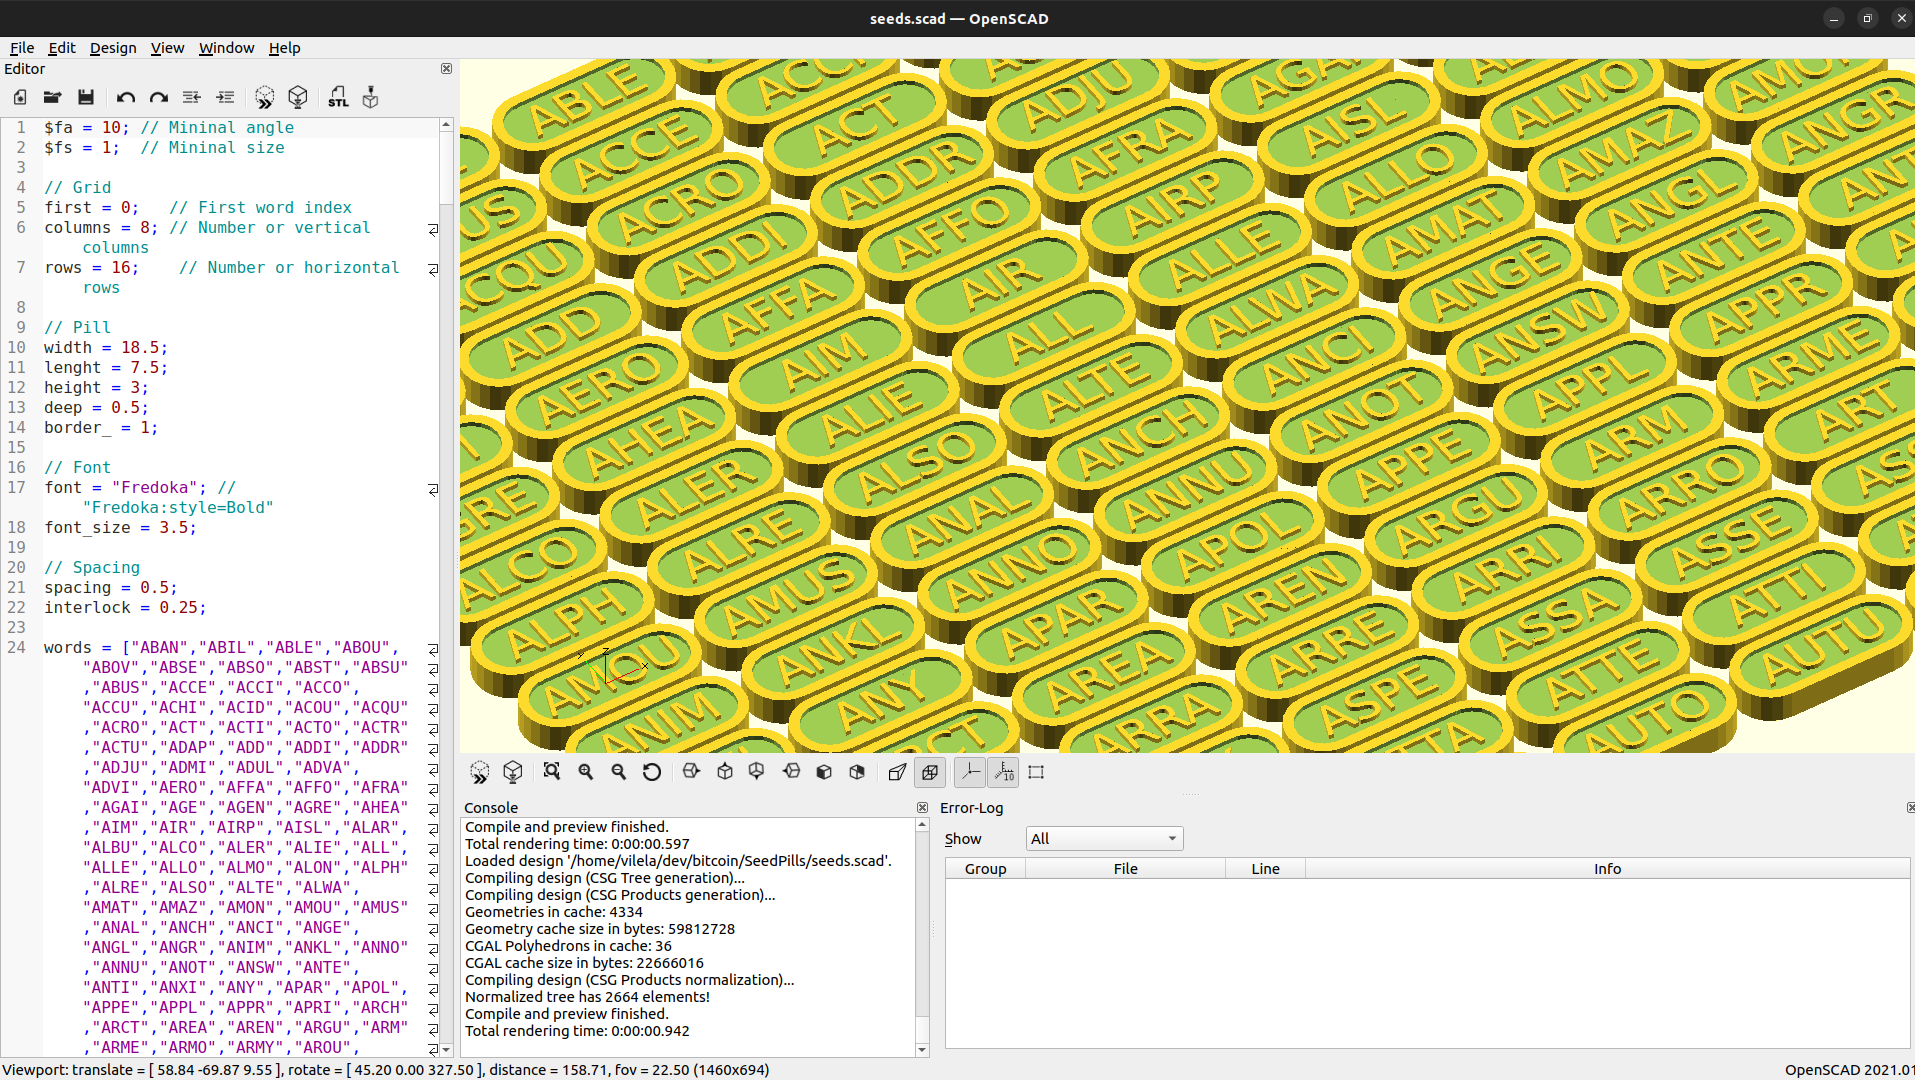 seeds.scad — OpenSCAD
File Edit Design View Window Help
Editor
STL
1 $fa = 10; // Mininal angle
2 $fs = 1;  // Mininal size
3
4 // Grid
5 first = 0;   // First word index
6 columns = 8; // Number or vertical
columns
7 rows = 16;    // Number or horizontal
rows
8
9 // Pill
10 width = 18.5;
11 lenght = 7.5;
12 height = 3;
13 deep = 0.5;
14 border_ = 1;
15
16 // Font
17 font = "Fredoka"; //
"Fredoka:style=Bold"
18 font_size = 3.5;
19
20 // Spacing
21 spacing = 0.5;
22 interlock = 0.25;
23
24 words = ["ABAN","ABIL","ABLE","ABOU",
"ABOV","ABSE","ABSO","ABST","ABSU"
,"ABUS","ACCE","ACCI","ACCO",
"ACCU","ACHI","ACID","ACOU","ACQU"
,"ACRO","ACT","ACTI","ACTO","ACTR"
,"ACTU","ADAP","ADD","ADDI","ADDR"
,"ADJU","ADMI","ADUL","ADVA",
"ADVI","AERO","AFFA","AFFO","AFRA"
,"AGAI","AGE","AGEN","AGRE","AHEA"
,"AIM","AIR","AIRP","AISL","ALAR",
"ALBU","ALCO","ALER","ALIE","ALL",
"ALLE","ALLO","ALMO","ALON","ALPH"
,"ALRE","ALSO","ALTE","ALWA",
"AMAT","AMAZ","AMON","AMOU","AMUS"
,"ANAL","ANCH","ANCI","ANGE",
"ANGL","ANGR","ANIM","ANKL","ANNO"
,"ANNU","ANOT","ANSW","ANTE",
"ANTI","ANXI","ANY","APAR","APOL",
"APPE","APPL","APPR","APRI","ARCH"
,"ARCT","AREA","AREN","ARGU","ARM"
,"ARME","ARMO","ARMY","AROU",
ABLE
ACCE
ACRO
ADDI
AFFA
AIM
ALIE
ALSO
ANAL
ANNO
APAR
AREA
ARRA
ACT
ADDR
AFFO
AIR
ALL
ALTE
ANCH
ANNU
APOL
AREN
ARRE
ASPE
ADJU
AFRA
AIRP
ALLE
ALWA
ANCI
ANOT
APPE
ARGU
ARRI
ASSA
ATTE
AUTO
AISL
ALLO
AMAT
ANGE
ANSW
APPL
ARM
ARRO
ASSE
ATTI
AUTU
ALMO
AMAZ
ANGL
ANTE
APPR
ARME
ART
ANGR
ADD
AERO
AHEA
ALER
ALRE
AMUS
ANKL
ANY
ALCO
ALPH
AMOU
ANIM
Z
X
10
Console
Compile and preview finished.
Total rendering time: 0:00:00.597
Loaded design '/home/vilela/dev/bitcoin/SeedPills/seeds.scad'.
Compiling design (CSG Tree generation)...
Compiling design (CSG Products generation)...
Geometries in cache: 4334
Geometry cache size in bytes: 59812728
CGAL Polyhedrons in cache: 36
CGAL cache size in bytes: 22666016
Compiling design (CSG Products normalization)...
Normalized tree has 2664 elements!
Compile and preview finished.
Total rendering time: 0:00:00.942
Error-Log
Show All
Group File Line Info
Viewport: translate = [ 58.84 -69.87 9.55 ], rotate = [ 45.20 0.00 327.50 ], distance = 158.71, fov = 22.50 (1460x694)
OpenSCAD 2021.01